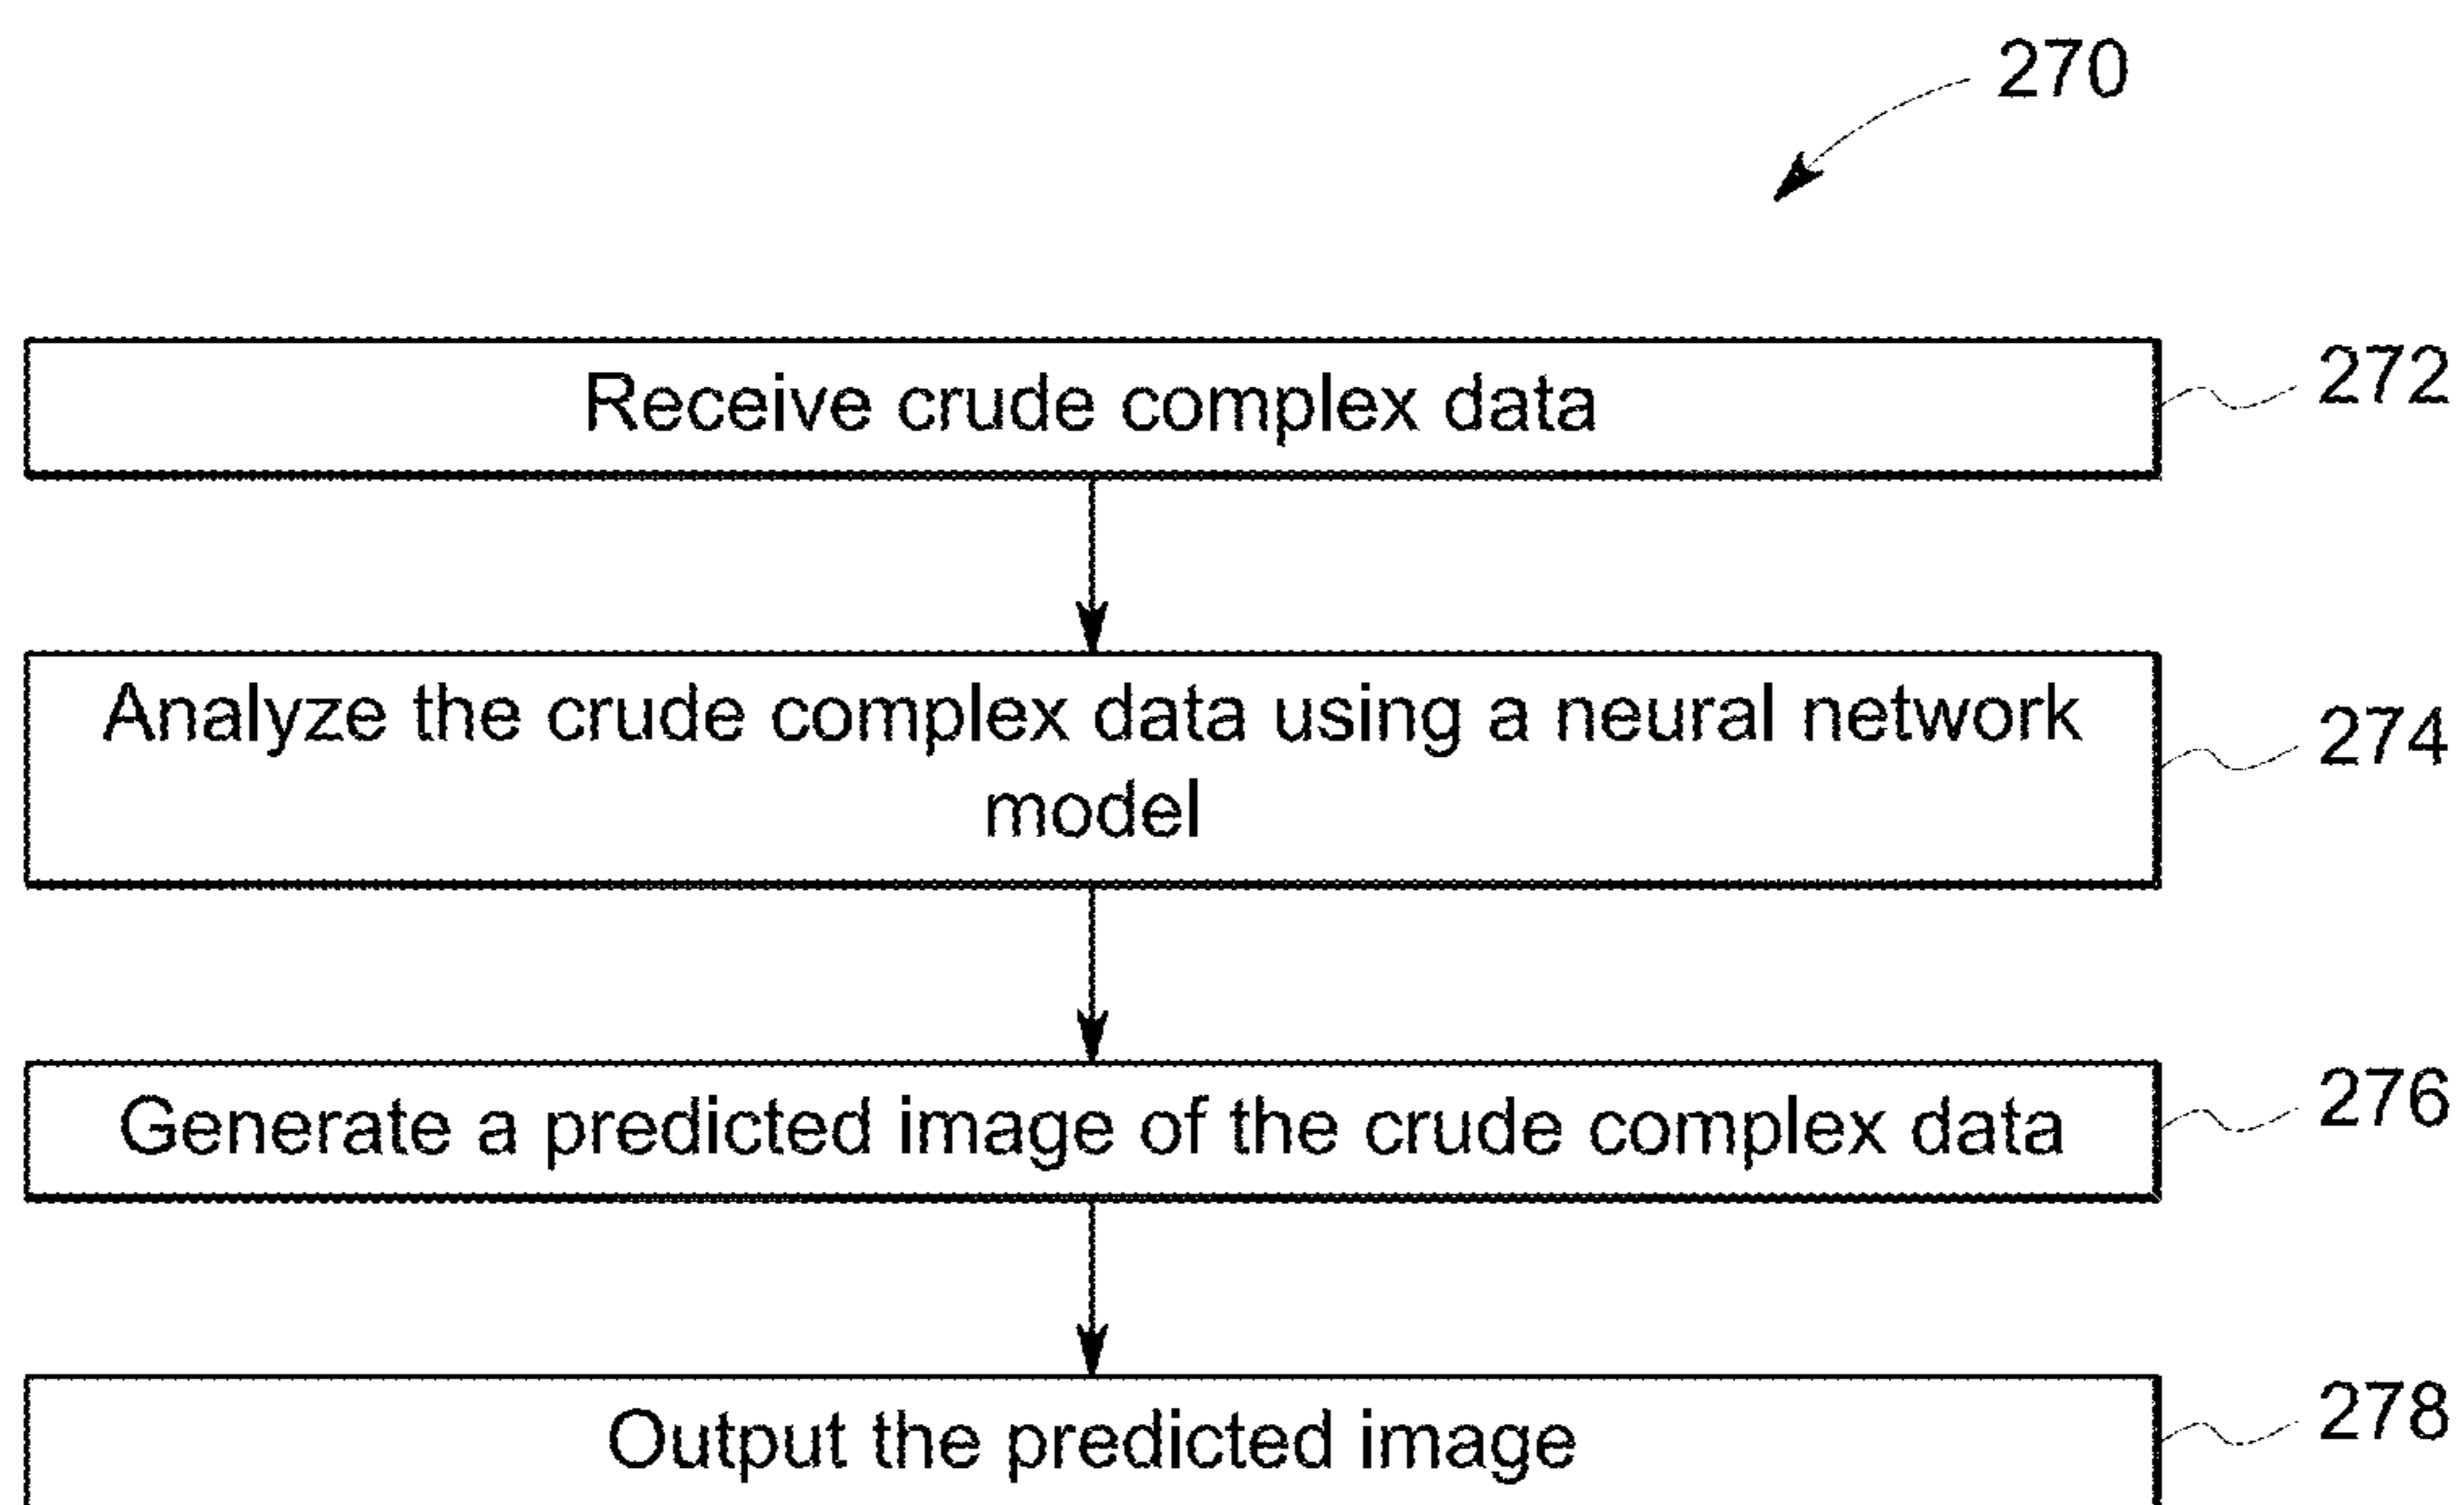 270
Receive crude complex data
272
Analyze the crude complex data using a neural network
model
274
Generate a predicted image of the crude complex data
276
Output the predicted image
278